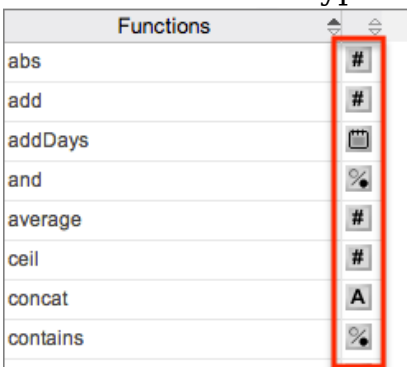 Functions
abs #
add #
addDays
and
average #
ceil #
concat A
contains